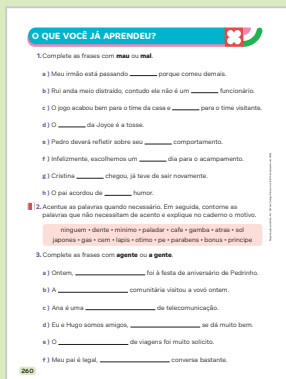 O QUE VOCÊ JÁ APRENDEU?
1. Complete as frases com mau ou mal.
a ) Meu irmão está passando ________ porque comeu demais.
b ) Rui anda meio distraído, contudo ele não é um ________ funcionário.
c ) O jogo acabou bem para o time da casa e ________ para o time visitante.
d ) O ________ da Joyce é a tosse.
e ) Pedro deverá refletir sobre seu ________ comportamento.
f ) Infelizmente, escolhemos um ________ dia para o acampamento.
g ) Cristina ________ chegou, já teve de sair novamente.
h ) O pai acordou de ________ humor.
2. Acentue as palavras quando necessário. Em seguida, contorne as
palavras que não necessitam de acento e explique no caderno o motivo.
ninguem • dente • minimo • paladar • cafe • gamba • atras • sol
japones • gas • cem • lapis • otimo • pe • parabens • bonus • principe
3. Complete as frases com agente ou a gente.
a ) Ontem, ________ foi à festa de aniversário de Pedrinho.
b ) A ________ comunitária visitou a vovó ontem.
c ) Ana é uma ________ de telecomunicação.
d ) Eu e Hugo somos amigos, ________ se dá muito bem.
e ) O ________ de viagens foi muito solícito.
f ) Meu pai é legal, ________ conversa bastante.
260